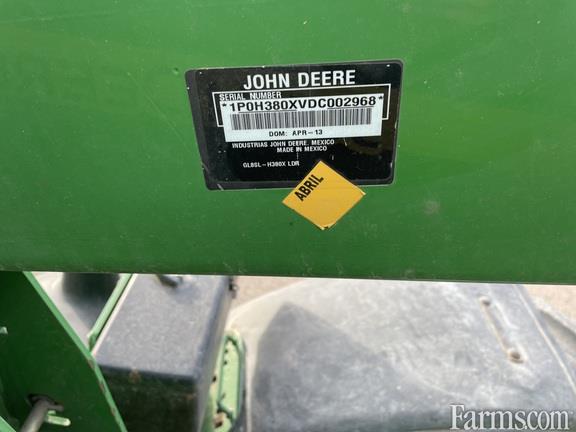 JOHN DEERE
SERIAL NUMBER
*1P0H380XVDC002968*
DOM: APR-13
INDUSTRIAS JOHN DEERE, MEXICO
MADE IN MEXICO
GL8SL-H380X LDR
ABRIL
Farms.com